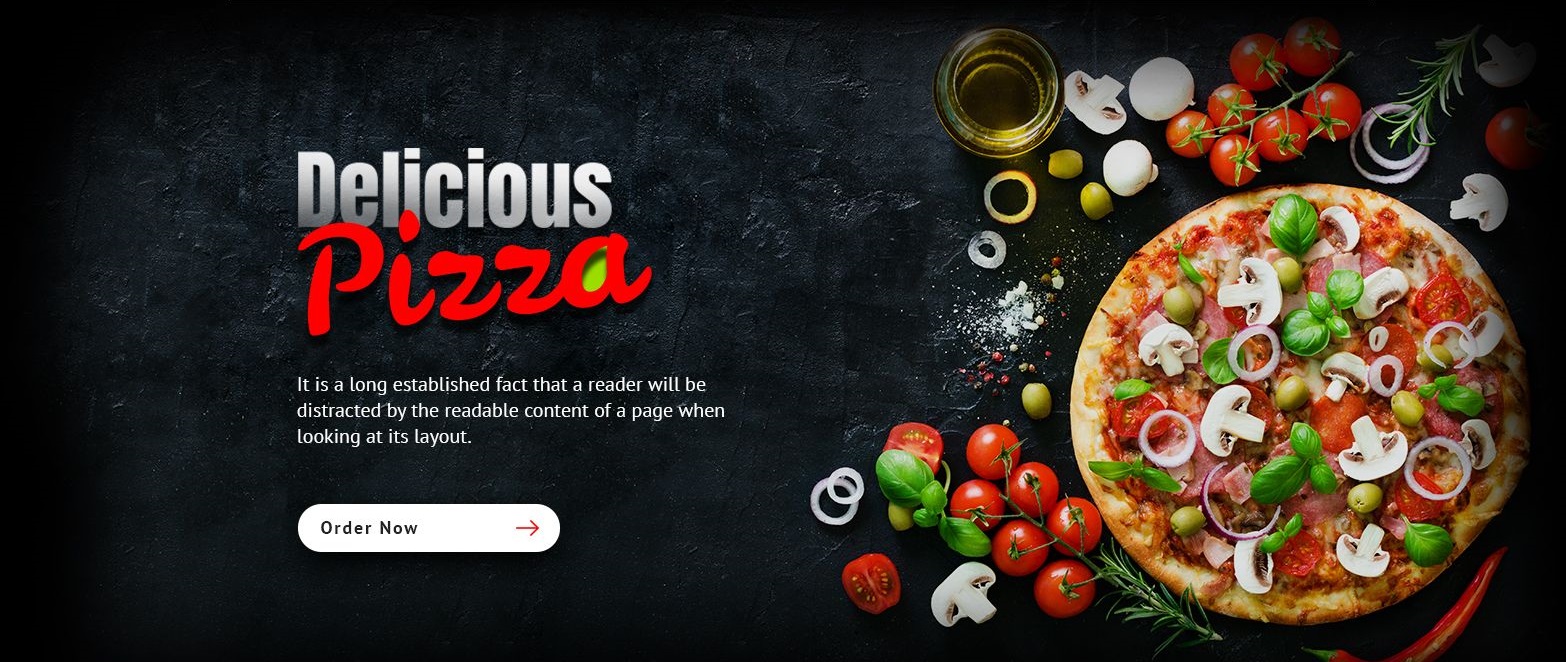 Delicious
Pizza
It is a long established fact that a reader will be
distracted by the readable content of a page when
looking at its layout.
Order Now